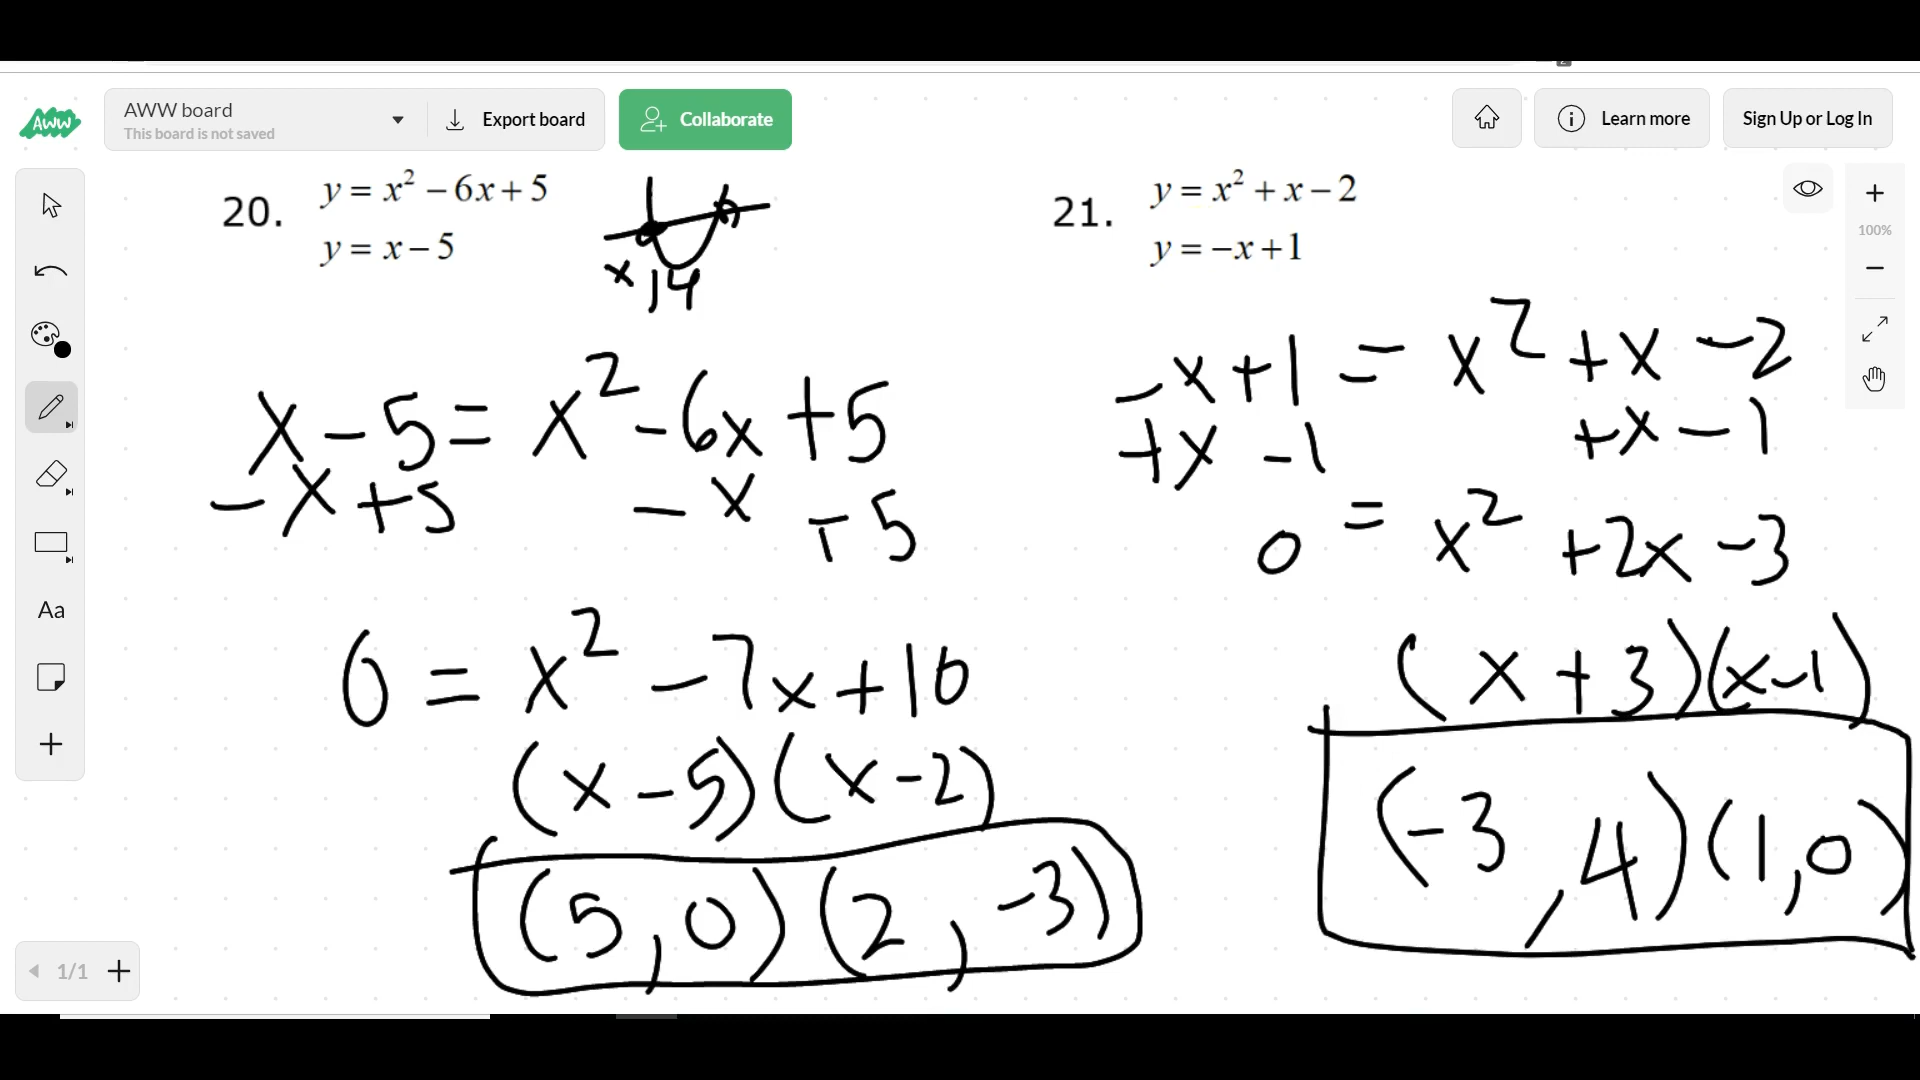 AWW
AWW board
This board is not saved
Export board
Collaborate
Learn more
Sign Up or Log In
20. y = x² − 6x + 5
y = x − 5
x 14
x − 5 = x² − 6x + 5
− x + 5 − x + 5
0 = x² − 7x + 10
(x − 5)(x − 2)
(5, 0) (2, −3)
21. y = x² + x − 2
y = −x + 1
−x + 1 = x² + x − 2
+x − 1 +x − 1
0 = x² + 2x − 3
(x + 3)(x − 1)
(−3, 4)(1, 0)
100%
Aa
1/1